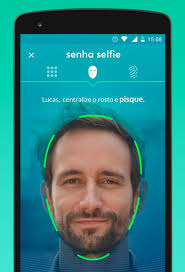 15:08
senha selfie
Lucas, centralize o rosto e pisque.